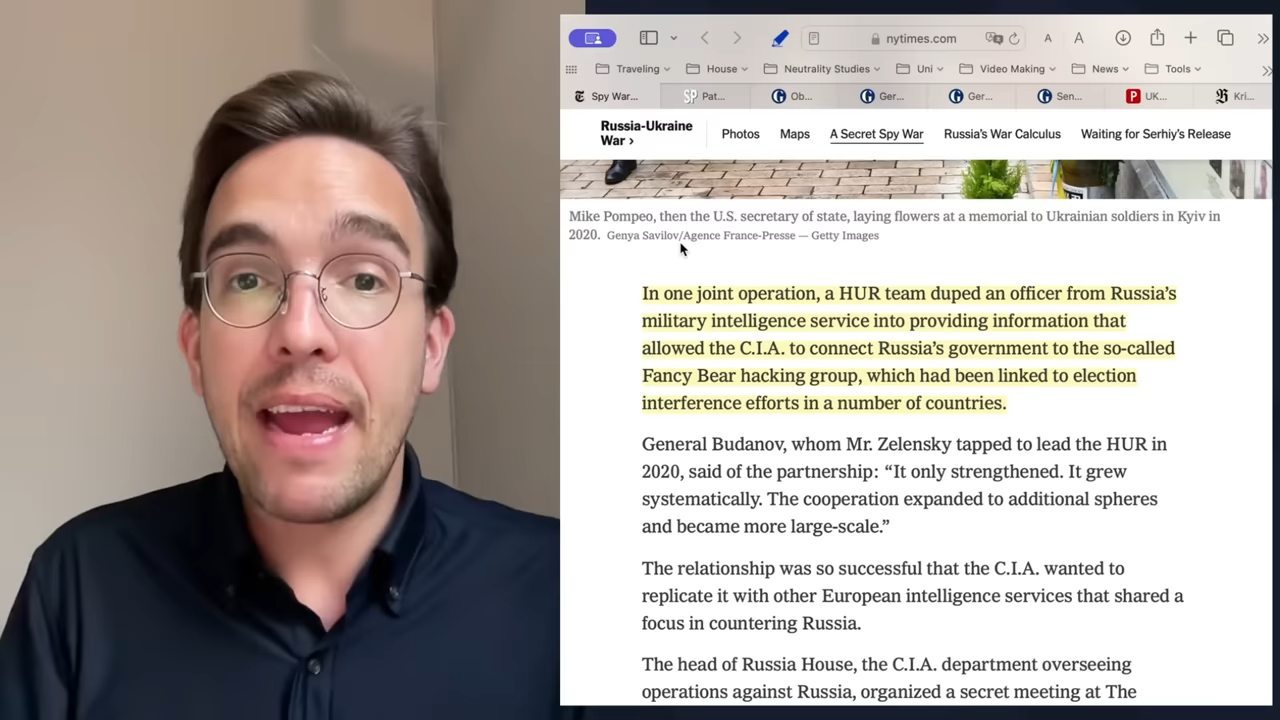 nytimes.com
A A
Traveling House Neutrality Studies Uni Video Making News Tools
Spy War... SP Pat... Ob... Ger... Ger... Sen... P UK... Kri...
Russia-Ukraine
War ›
Photos Maps A Secret Spy War Russia's War Calculus Waiting for Serhiy's Release
Mike Pompeo, then the U.S. secretary of state, laying flowers at a memorial to Ukrainian soldiers in Kyiv in
2020. Genya Savilov/Agence France-Presse — Getty Images
In one joint operation, a HUR team duped an officer from Russia's
military intelligence service into providing information that
allowed the C.I.A. to connect Russia's government to the so-called
Fancy Bear hacking group, which had been linked to election
interference efforts in a number of countries.
General Budanov, whom Mr. Zelensky tapped to lead the HUR in
2020, said of the partnership: “It only strengthened. It grew
systematically. The cooperation expanded to additional spheres
and became more large-scale.”
The relationship was so successful that the C.I.A. wanted to
replicate it with other European intelligence services that shared a
focus in countering Russia.
The head of Russia House, the C.I.A. department overseeing
operations against Russia, organized a secret meeting at The